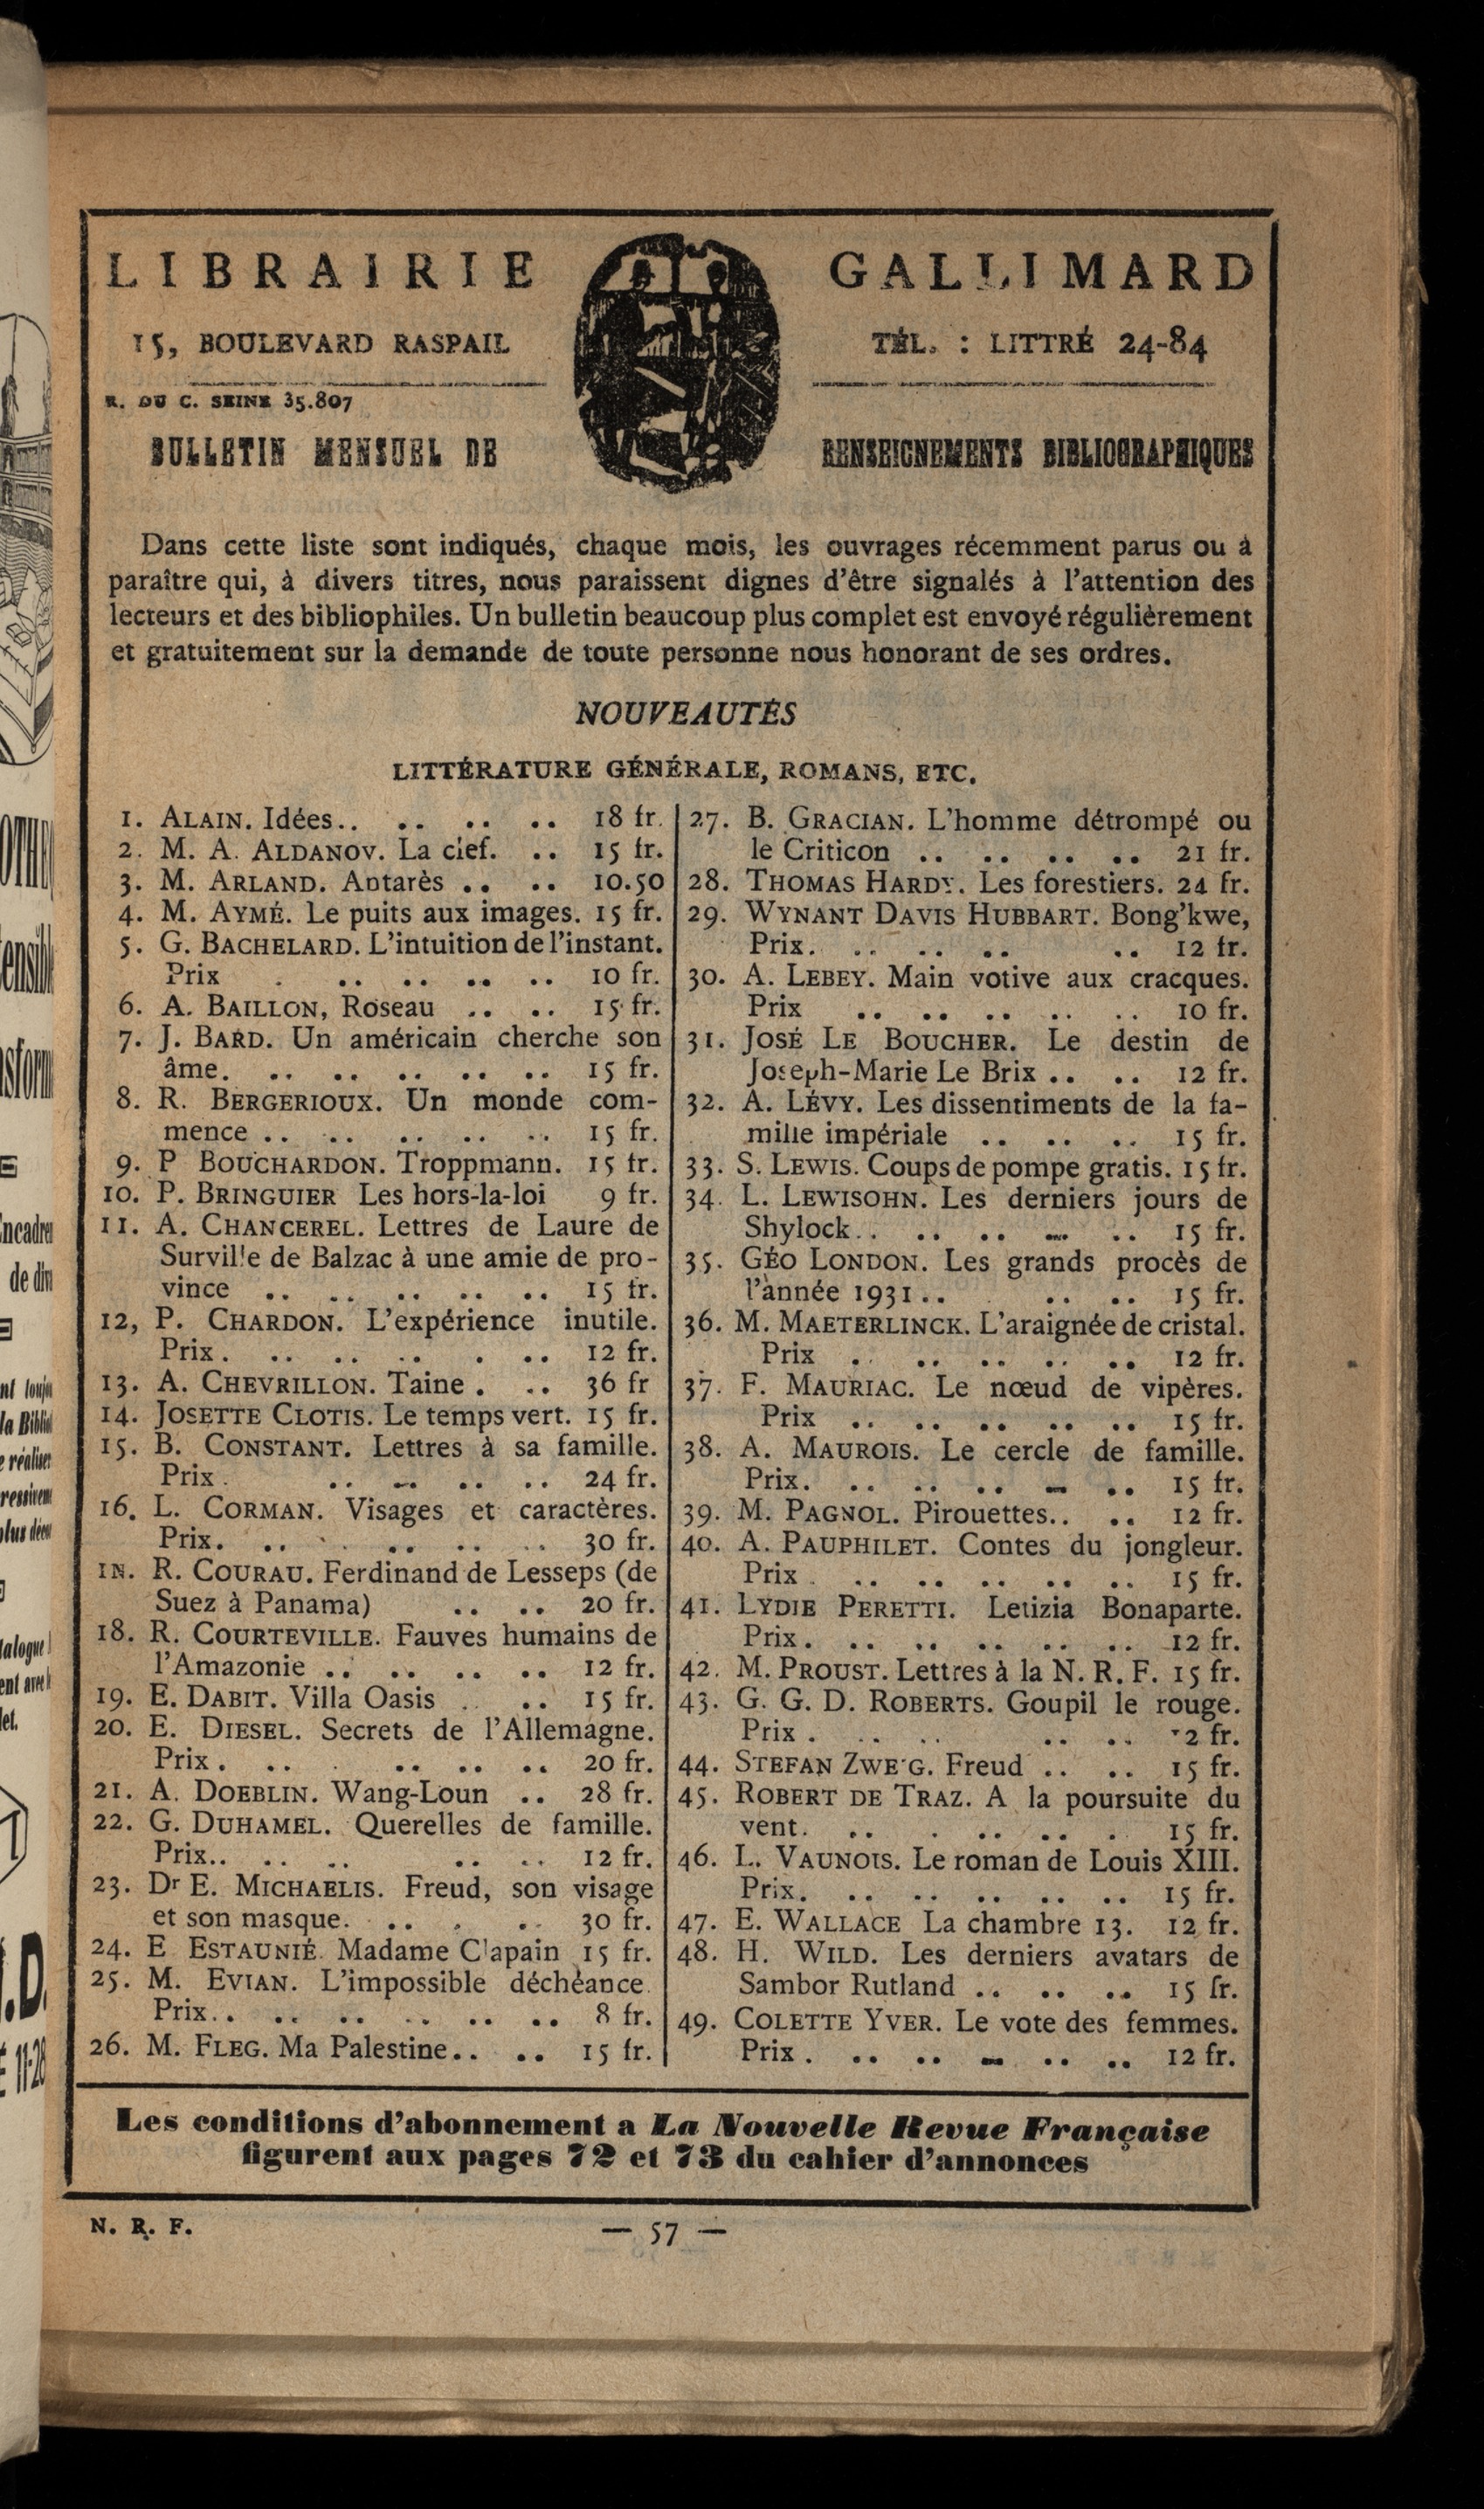 LIBRAIRIE GALLIMARD
15, BOULEVARD RASPAIL TÉL. : LITTRÉ 24-84
R. DU C. SEINE 35.807
BULLETIN MENSUEL DE RENSEIGNEMENTS BIBLIOGRAPHIQUES
Dans cette liste sont indiqués, chaque mois, les ouvrages récemment parus ou à
paraître qui, à divers titres, nous paraissent dignes d'être signalés à l'attention des
lecteurs et des bibliophiles. Un bulletin beaucoup plus complet est envoyé régulièrement
et gratuitement sur la demande de toute personne nous honorant de ses ordres.
NOUVEAUTÉS
LITTÉRATURE GÉNÉRALE, ROMANS, ETC.
1. ALAIN. Idées.. .. .. .. 18 fr.
2. M. A. ALDANOV. La clef. .. 15 fr.
3. M. ARLAND. Antarès .. .. 10.50
4. M. AYMÉ. Le puits aux images. 15 fr.
5. G. BACHELARD. L'intuition de l'instant.
Prix . .. .. .. .. 10 fr.
6. A. BAILLON, Roseau .. .. 15 fr.
7. J. BARD. Un américain cherche son
âme. .. .. .. .. .. 15 fr.
8. R. BERGERIOUX. Un monde com-
mence .. .. .. .. .. 15 fr.
9. P BOUCHARDON. Troppmann. 15 fr.
10. P. BRINGUIER Les hors-la-loi 9 fr.
11. A. CHANCEREL. Lettres de Laure de
Surville de Balzac à une amie de pro-
vince .. .. .. .. .. 15 fr.
12, P. CHARDON. L'expérience inutile.
Prix. .. .. .. . .. 12 fr.
13. A. CHEVRILLON. Taine . .. 36 fr
14. JOSETTE CLOTIS. Le temps vert. 15 fr.
15. B. CONSTANT. Lettres à sa famille.
Prix. .. .. .. .. 24 fr.
16. L. CORMAN. Visages et caractères.
Prix. .. . .. .. .. 30 fr.
1N. R. COURAU. Ferdinand de Lesseps (de
Suez à Panama) .. .. 20 fr.
18. R. COURTEVILLE. Fauves humains de
l'Amazonie .. .. .. .. 12 fr.
19. E. DABIT. Villa Oasis .. .. 15 fr.
20. E. DIESEL. Secrets de l'Allemagne.
Prix. .. . .. .. .. 20 fr.
21. A. DOEBLIN. Wang-Loun .. 28 fr.
22. G. DUHAMEL. Querelles de famille.
Prix.. .. .. .. .. .. 12 fr.
23. Dr E. MICHAELIS. Freud, son visage
et son masque. .. . .. 30 fr.
24. E ESTAUNIÉ. Madame Clapain 15 fr.
25. M. EVIAN. L'impossible déchéance.
Prix.. .. .. .. .. .. 8 fr.
26. M. FLEG. Ma Palestine.. .. 15 fr.
27. B. GRACIAN. L'homme détrompé ou
le Criticon .. .. .. .. 21 fr.
28. THOMAS HARDY. Les forestiers. 24 fr.
29. WYNANT DAVIS HUBBART. Bong'kwe,
Prix. .. .. .. .. 12 fr.
30. A. LEBEY. Main votive aux cracques.
Prix .. .. .. .. .. 10 fr.
31. JOSÉ LE BOUCHER. Le destin de
Joseph-Marie Le Brix .. .. 12 fr.
32. A. LÉVY. Les dissentiments de la fa-
mille impériale .. .. .. 15 fr.
33. S. LEWIS. Coups de pompe gratis. 15 fr.
34. L. LEWISOHN. Les derniers jours de
Shylock.. .. .. .. .. 15 fr.
35. GÉO LONDON. Les grands procès de
l'année 1931.. .. .. 15 fr.
36. M. MAETERLINCK. L'araignée de cristal.
Prix .. .. .. .. .. 12 fr.
37. F. MAURIAC. Le nœud de vipères.
Prix .. .. .. .. .. 15 fr.
38. A. MAUROIS. Le cercle de famille.
Prix. .. .. .. .. .. 15 fr.
39. M. PAGNOL. Pirouettes.. .. 12 fr.
40. A. PAUPHILET. Contes du jongleur.
Prix . .. .. .. .. .. 15 fr.
41. LYDIE PERETTI. Letizia Bonaparte.
Prix. .. .. .. .. .. 12 fr.
42. M. PROUST. Lettres à la N. R. F. 15 fr.
43. G. G. D. ROBERTS. Goupil le rouge.
Prix . .. .. .. .. 12 fr.
44. STEFAN ZWEIG. Freud .. .. 15 fr.
45. ROBERT DE TRAZ. A la poursuite du
vent. .. . .. .. . 15 fr.
46. L. VAUNOIS. Le roman de Louis XIII.
Prix. .. .. .. .. .. 15 fr.
47. E. WALLACE La chambre 13. 12 fr.
48. H. WILD. Les derniers avatars de
Sambor Rutland .. .. .. 15 fr.
49. COLETTE YVER. Le vote des femmes.
Prix . .. .. .. .. .. 12 fr.
Les conditions d'abonnement a La Nouvelle Revue Française
figurent aux pages 72 et 73 du cahier d'annonces
N. R. F. — 57 —